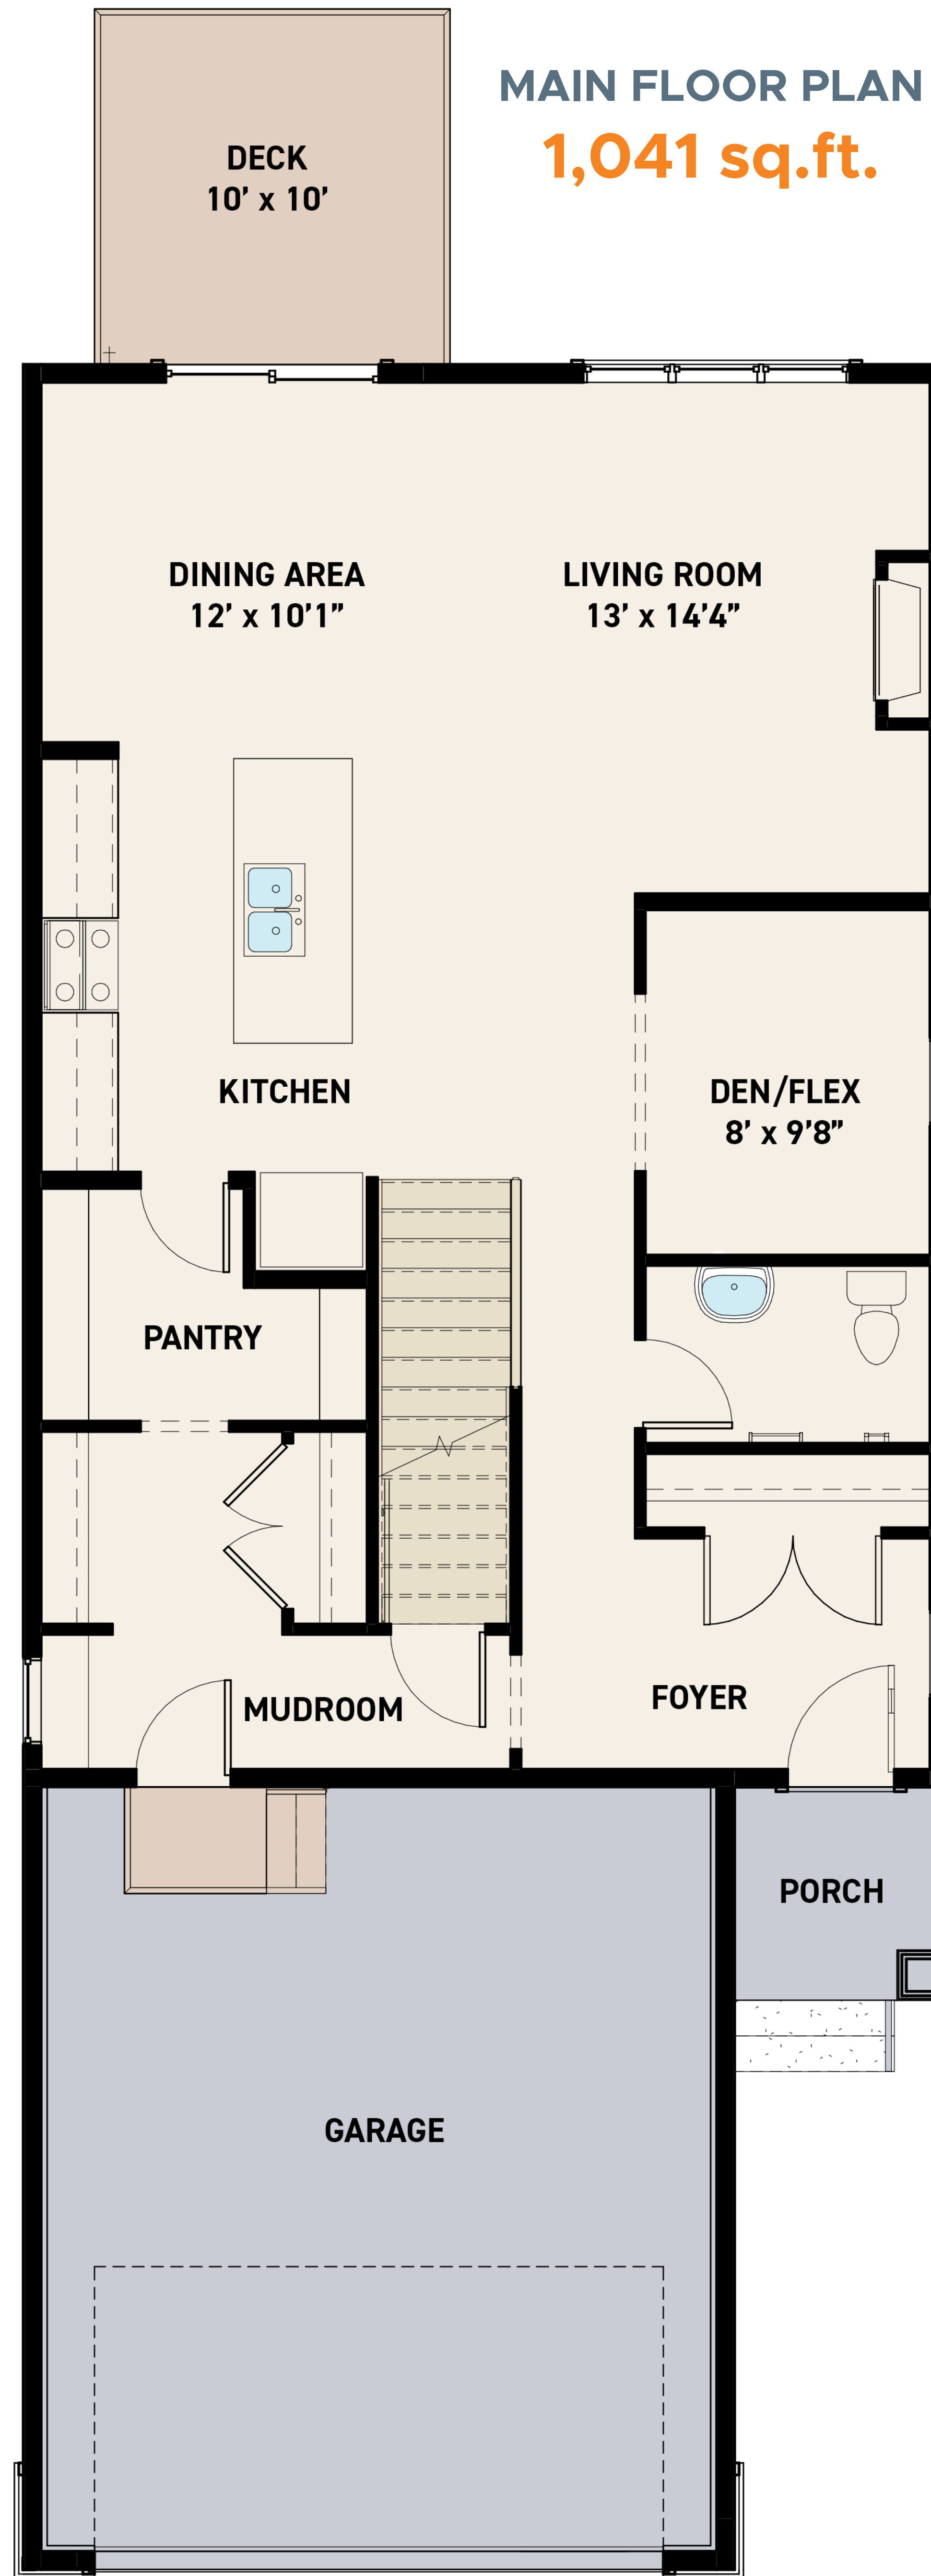 MAIN FLOOR PLAN
1,041 sq.ft.
DECK
10’ x 10’
DINING AREA
12’ x 10’1”
LIVING ROOM
13’ x 14’4”
KITCHEN
DEN/FLEX
8’ x 9’8”
PANTRY
MUDROOM
FOYER
PORCH
GARAGE